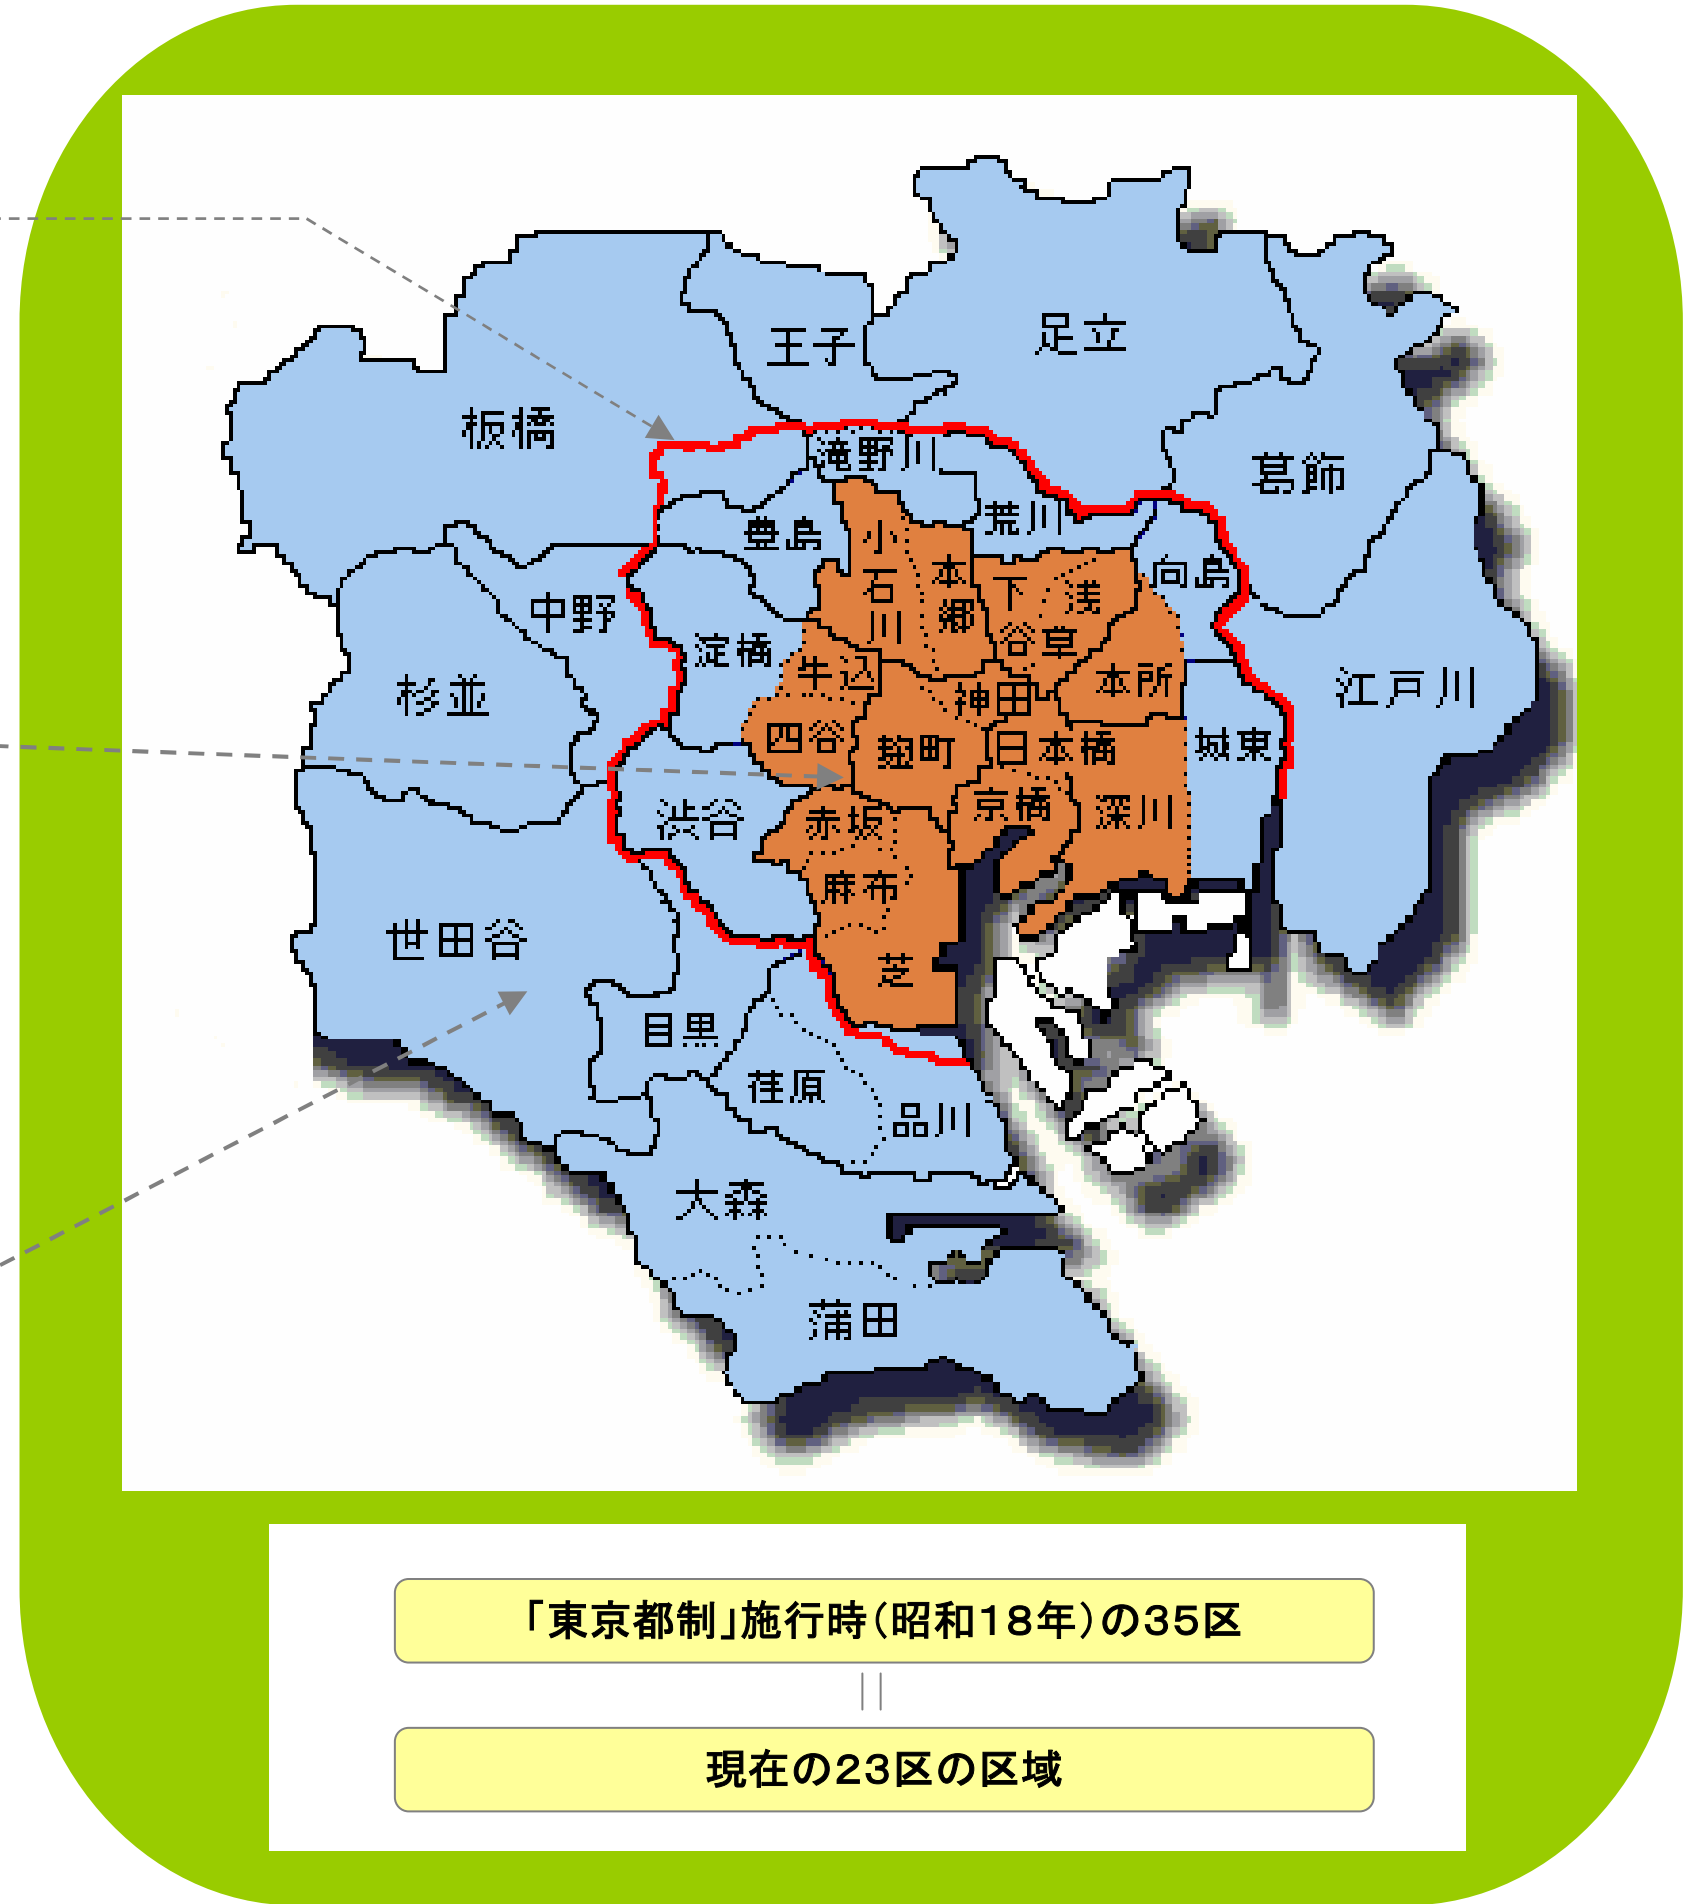 王子
足立
板橋
滝野川
葛飾
荒川
豊島
小石川
本郷
下谷
浅草
向島
中野
淀橋
牛込
神田
本所
江戸川
杉並
四谷
麹町
日本橋
城東
渋谷
赤坂
京橋
深川
麻布
世田谷
芝
目黒
荏原
品川
大森
蒲田
「東京都制」施行時(昭和18年)の35区
||
現在の23区の区域